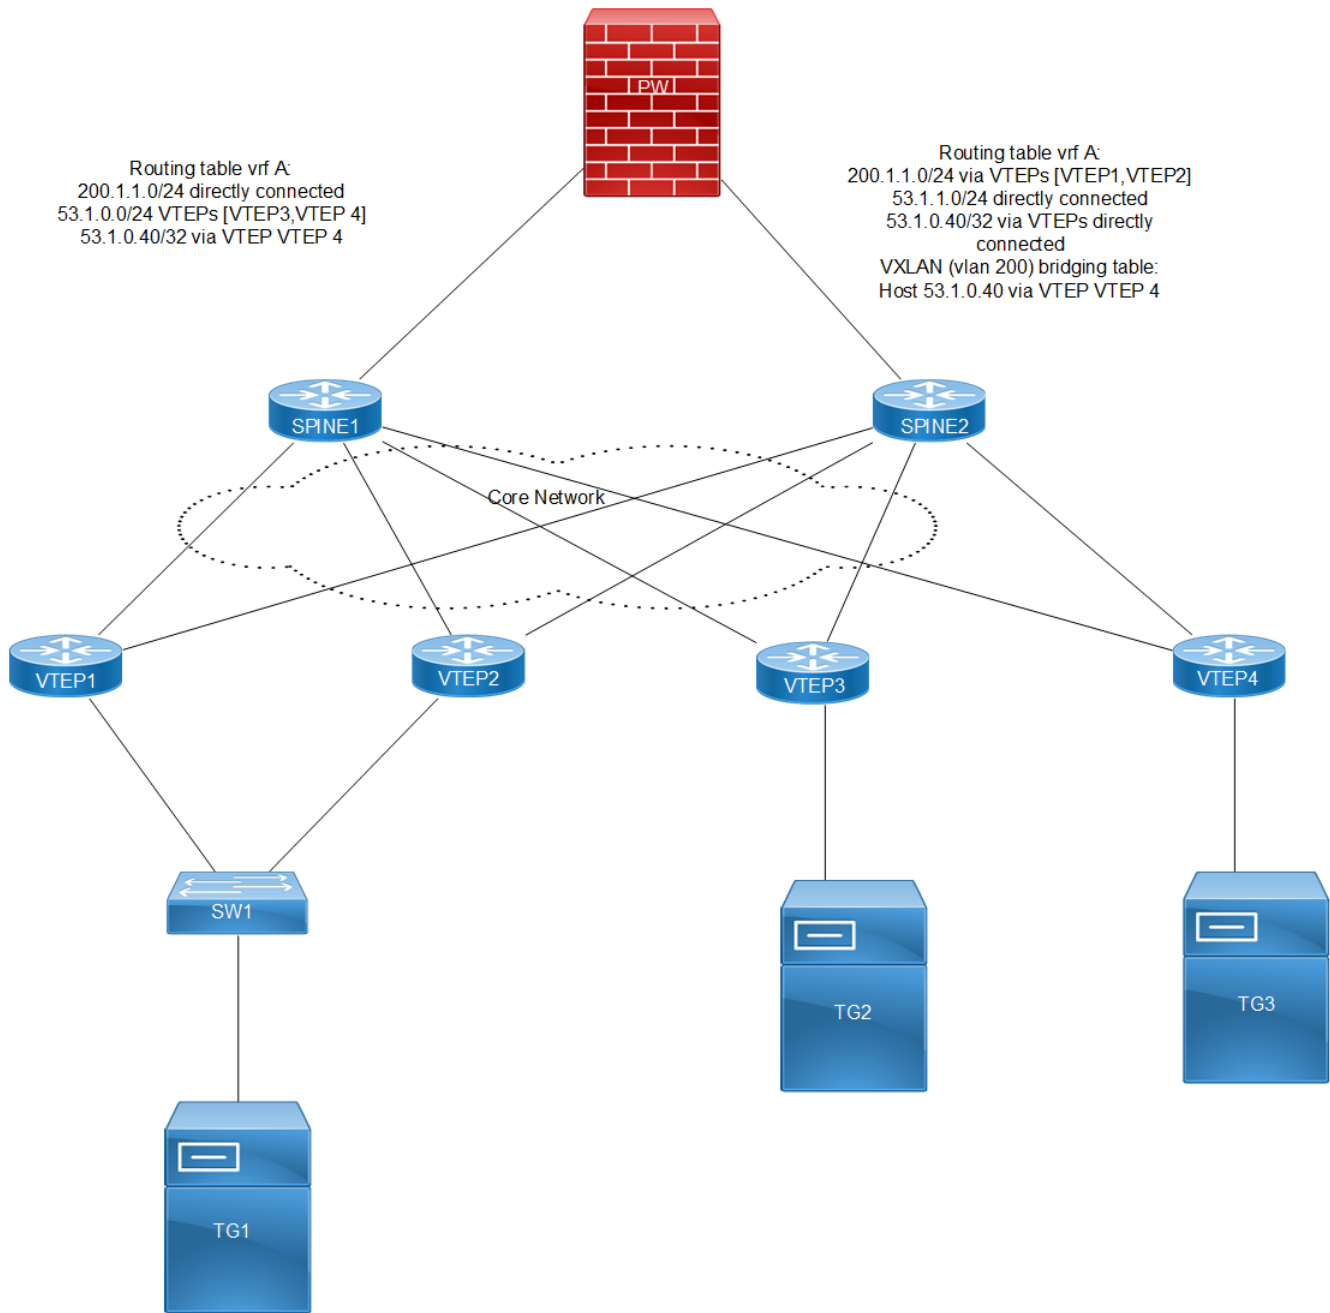 PW
Routing table vrf A:
200.1.1.0/24 directly connected
53.1.0.0/24 VTEPs [VTEP3,VTEP 4]
53.1.0.40/32 via VTEP VTEP 4
Routing table vrf A:
200.1.1.0/24 via VTEPs [VTEP1,VTEP2]
53.1.1.0/24 directly connected
53.1.0.40/32 via VTEPs directly
connected
VXLAN (vlan 200) bridging table:
Host 53.1.0.40 via VTEP VTEP 4
SPINE1
SPINE2
Core Network
VTEP1
VTEP2
VTEP3
VTEP4
SW1
TG2
TG3
TG1